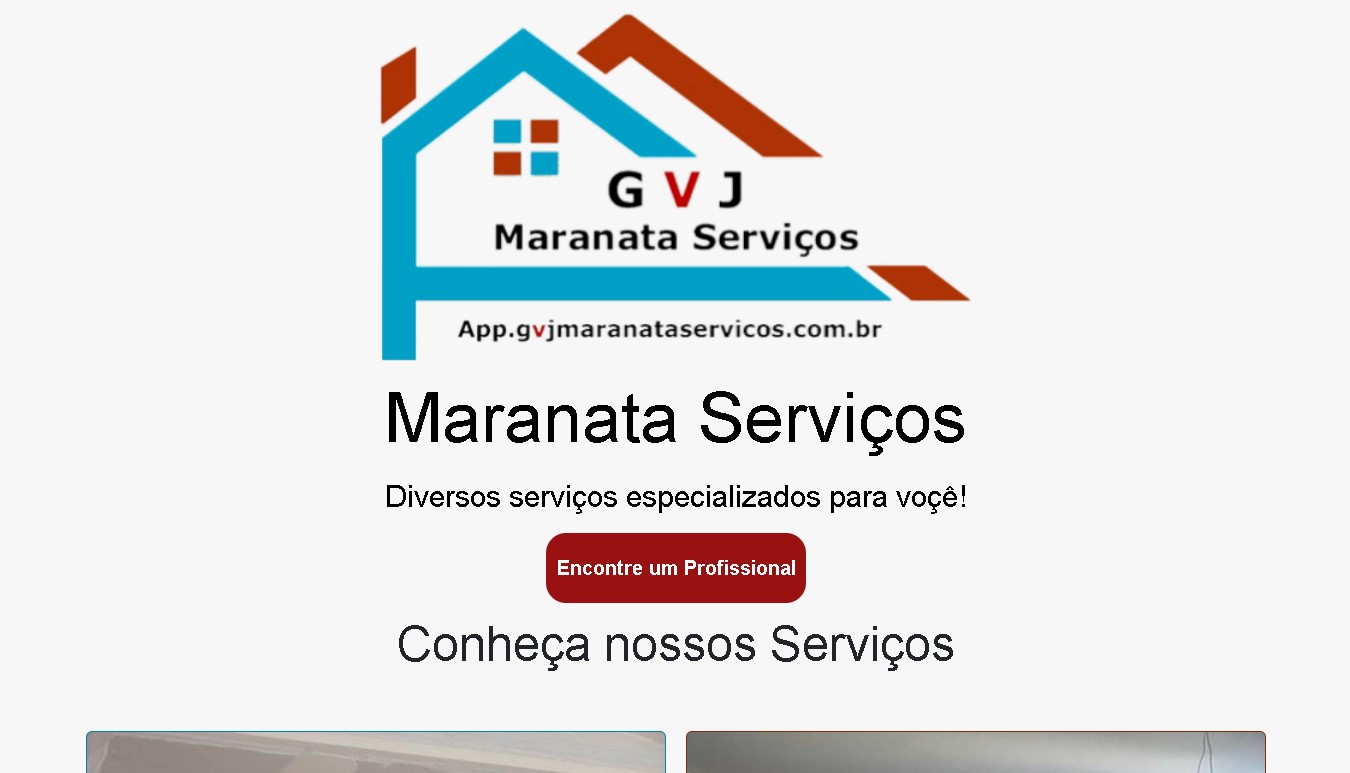 G V J
Maranata Serviços
App.gvjmaranataservicos.com.br
Maranata Serviços
Diversos serviços especializados para voçê!
Encontre um Profissional
Conheça nossos Serviços